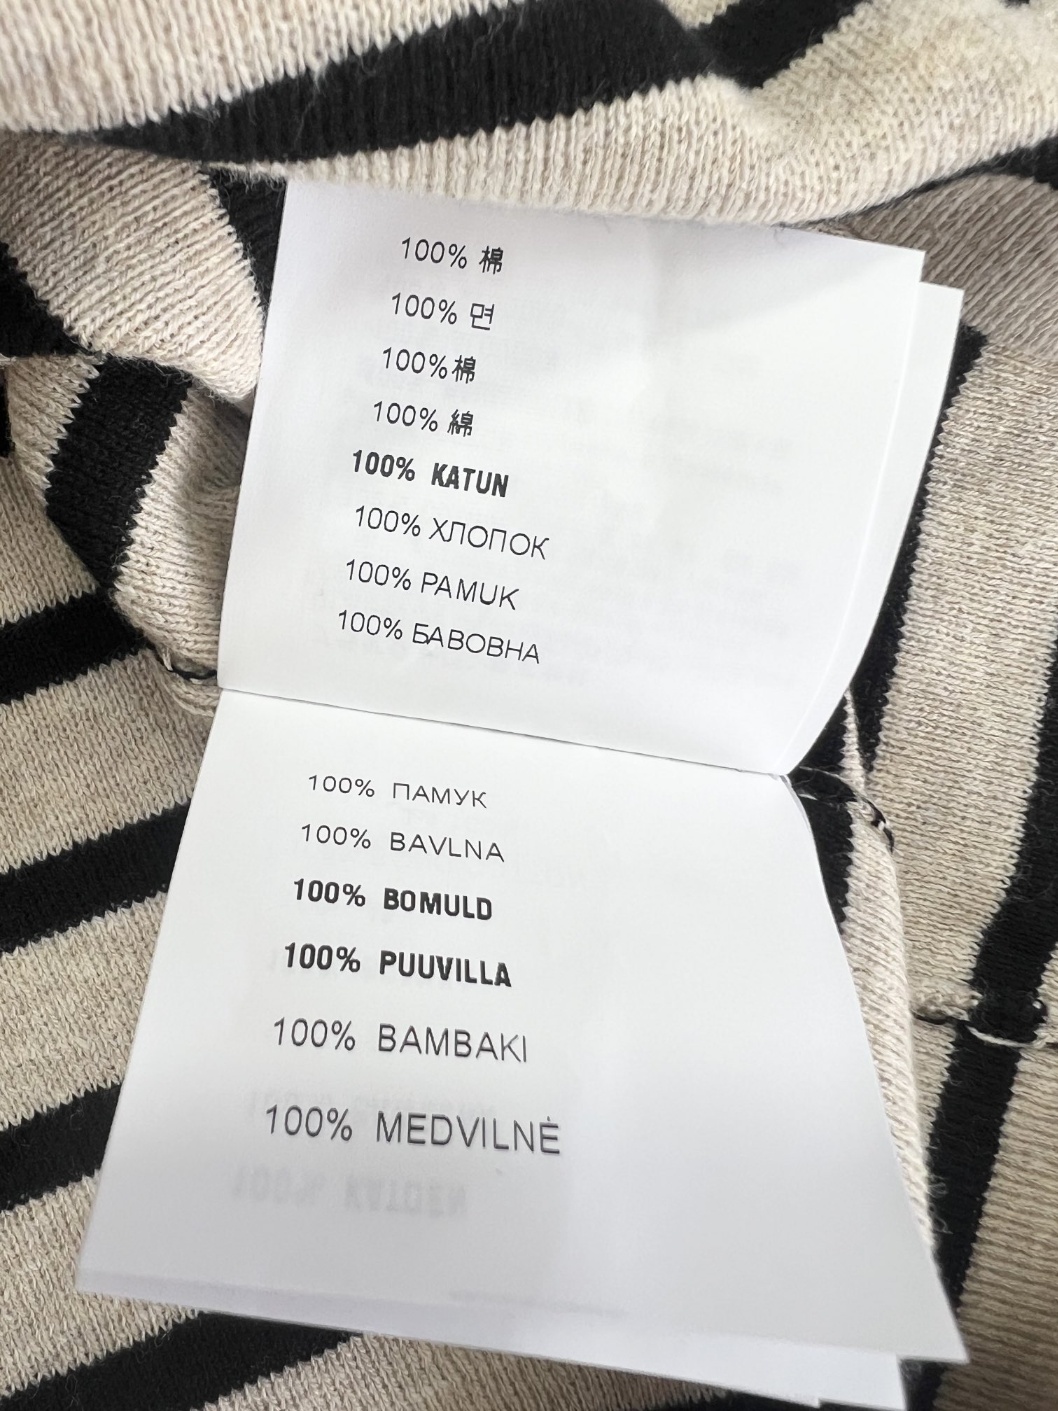 100% 棉
100% 면
100%棉
100% 綿
100% KATUN
100% ХЛОПОК
100% PAMUK
100% БАВОВНА
100% ПАМУК
100% BAVLNA
100% BOMULD
100% PUUVILLA
100% BAMBAKI
100% MEDVILNĖ